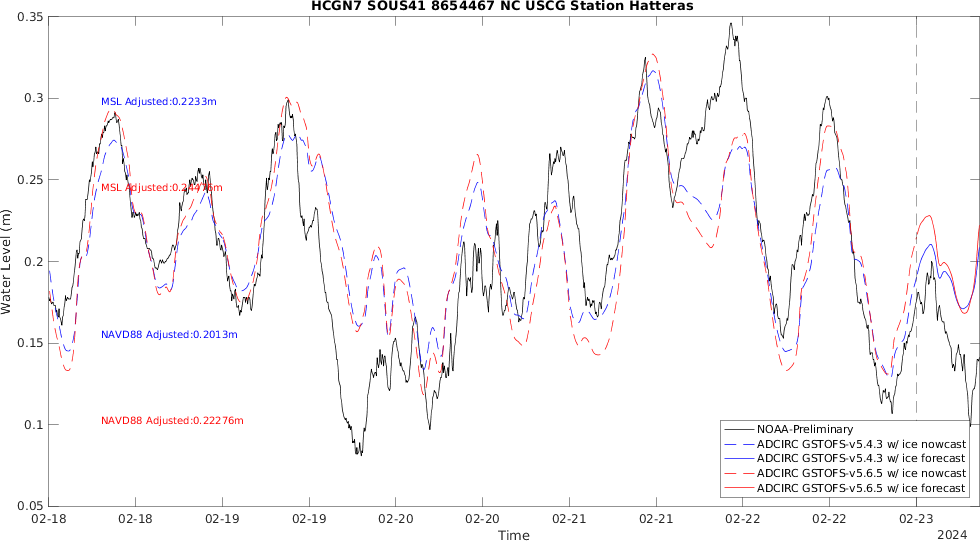 HCGN7 SOUS41 8654467 NC USCG Station Hatteras
Water Level (m)
0.35
0.3
0.25
0.2
0.15
0.1
0.05
MSL Adjusted:0.2233m
MSL Adjusted:0.24476m
NAVD88 Adjusted:0.2013m
NAVD88 Adjusted:0.22276m
NOAA-Preliminary
ADCIRC GSTOFS-v5.4.3 w/ ice nowcast
ADCIRC GSTOFS-v5.4.3 w/ ice forecast
ADCIRC GSTOFS-v5.6.5 w/ ice nowcast
ADCIRC GSTOFS-v5.6.5 w/ ice forecast
02-18 02-18 02-19 02-19 02-20 02-20 02-21 02-21 02-22 02-22 02-23
Time
2024